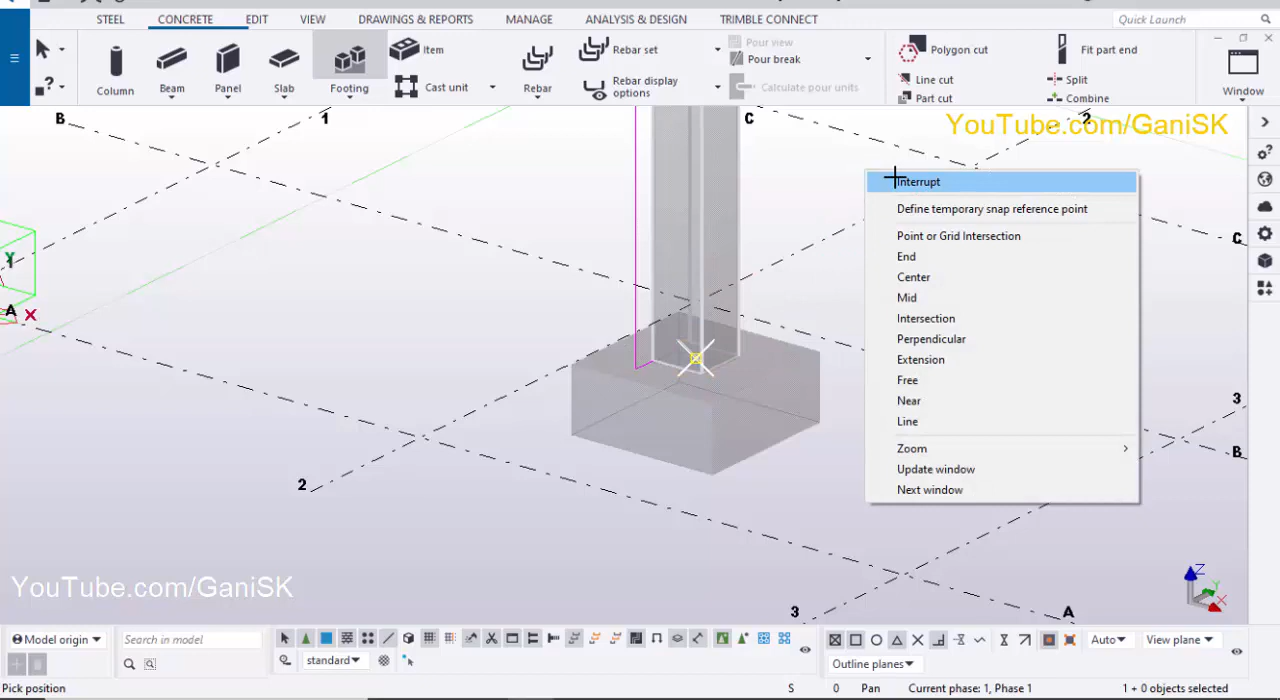 STEEL CONCRETE EDIT VIEW DRAWINGS & REPORTS MANAGE ANALYSIS & DESIGN TRIMBLE CONNECT Quick Launch
Item Rebar set Pour view Polygon cut Fit part end
Pour break
Column Beam Panel Slab Footing Cast unit Rebar Rebar display options Calculate pour units Line cut Split Window
Part cut Combine
B 1 C 2
YouTube.com/GaniSK
Interrupt
Define temporary snap reference point
Point or Grid Intersection
End
Center
Mid
Intersection
Perpendicular
Extension
Free
Near
Line
Zoom
Update window
Next window
Y
A X
C
3
B
2
YouTube.com/GaniSK
3 A
Z
Y
X
Model origin Search in model
standard Auto View plane
Outline planes
Pick position S 0 Pan Current phase: 1, Phase 1 1 + 0 objects selected